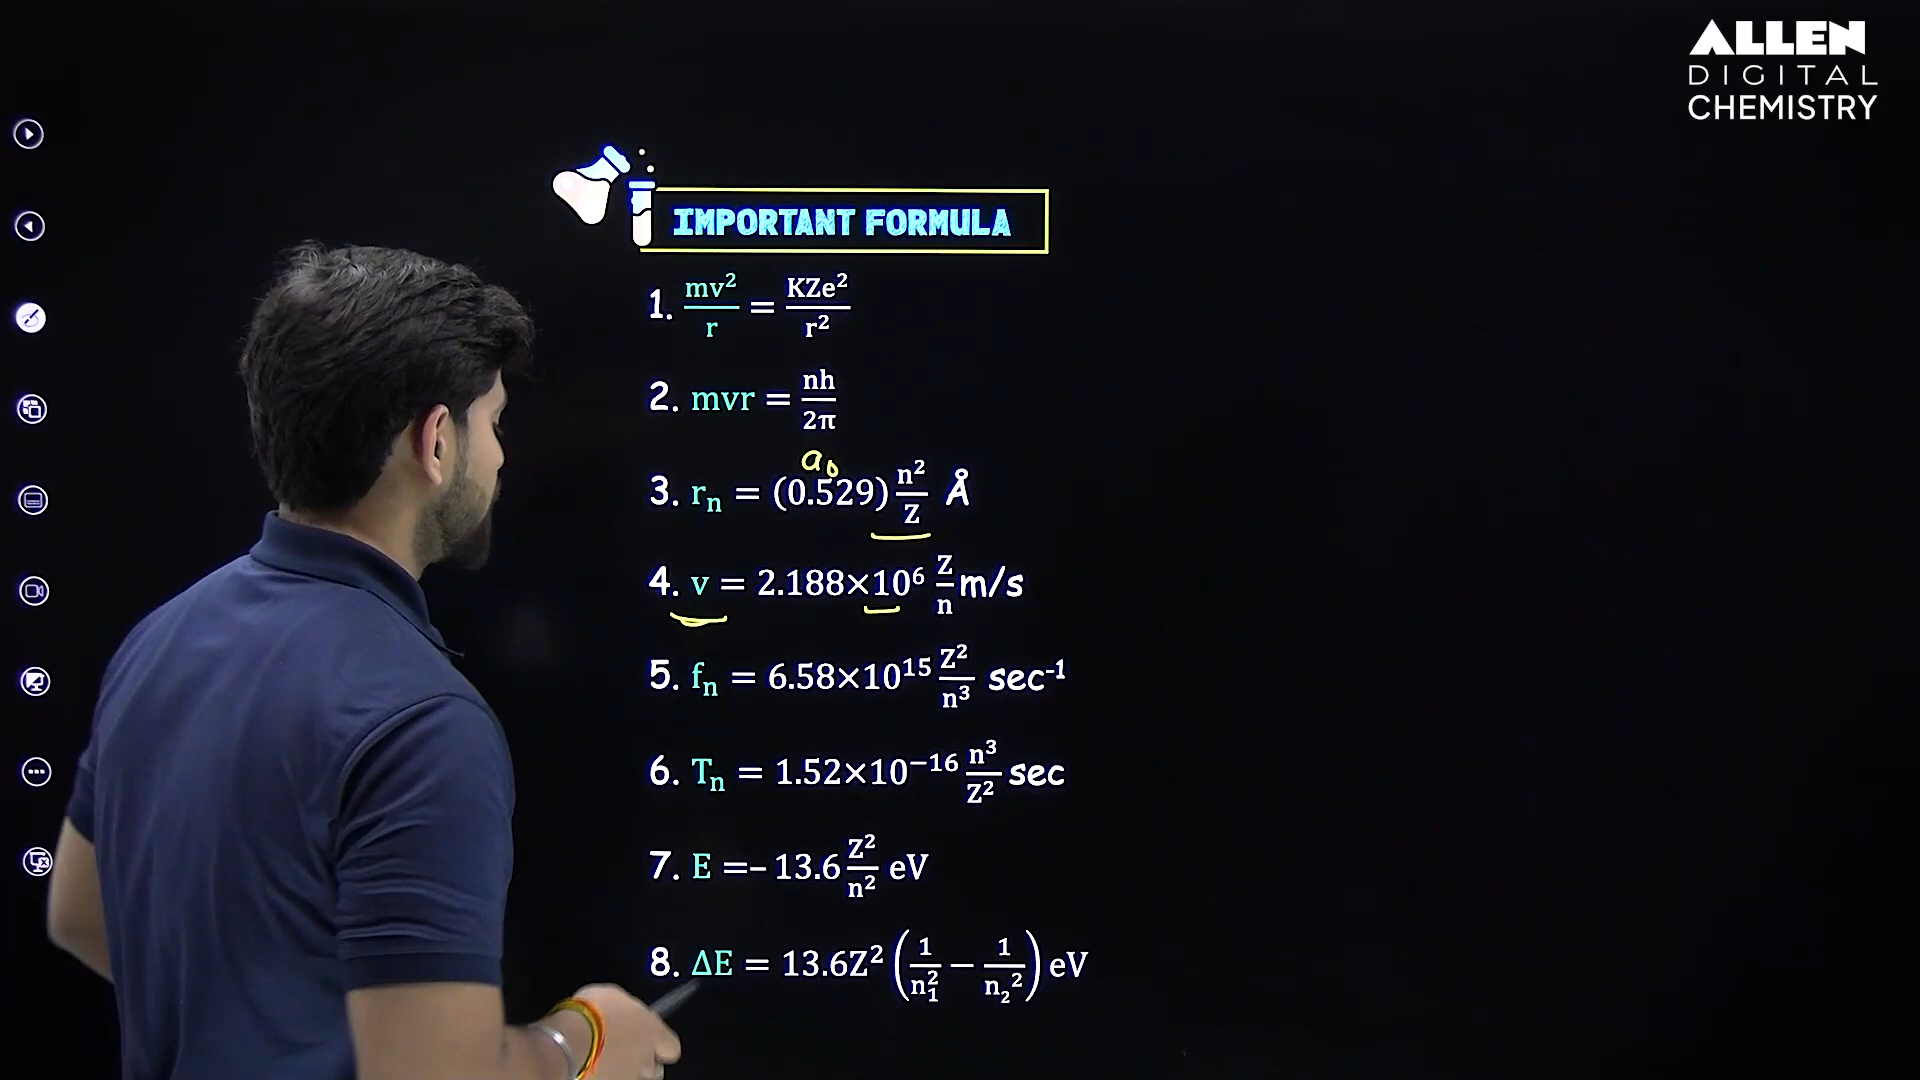 ALLEN
DIGITAL
CHEMISTRY
IMPORTANT FORMULA
1. mv²/r = KZe²/r²
2. mvr = nh/2π
a₀
3. rₙ = (0.529) n²/Z Å
4. v = 2.188×10⁶ Z/n m/s
5. fₙ = 6.58×10¹⁵ Z²/n³ sec⁻¹
6. Tₙ = 1.52×10⁻¹⁶ n³/Z² sec
7. E =– 13.6 Z²/n² eV
8. ΔE = 13.6Z² (1/n₁² − 1/n₂²) eV